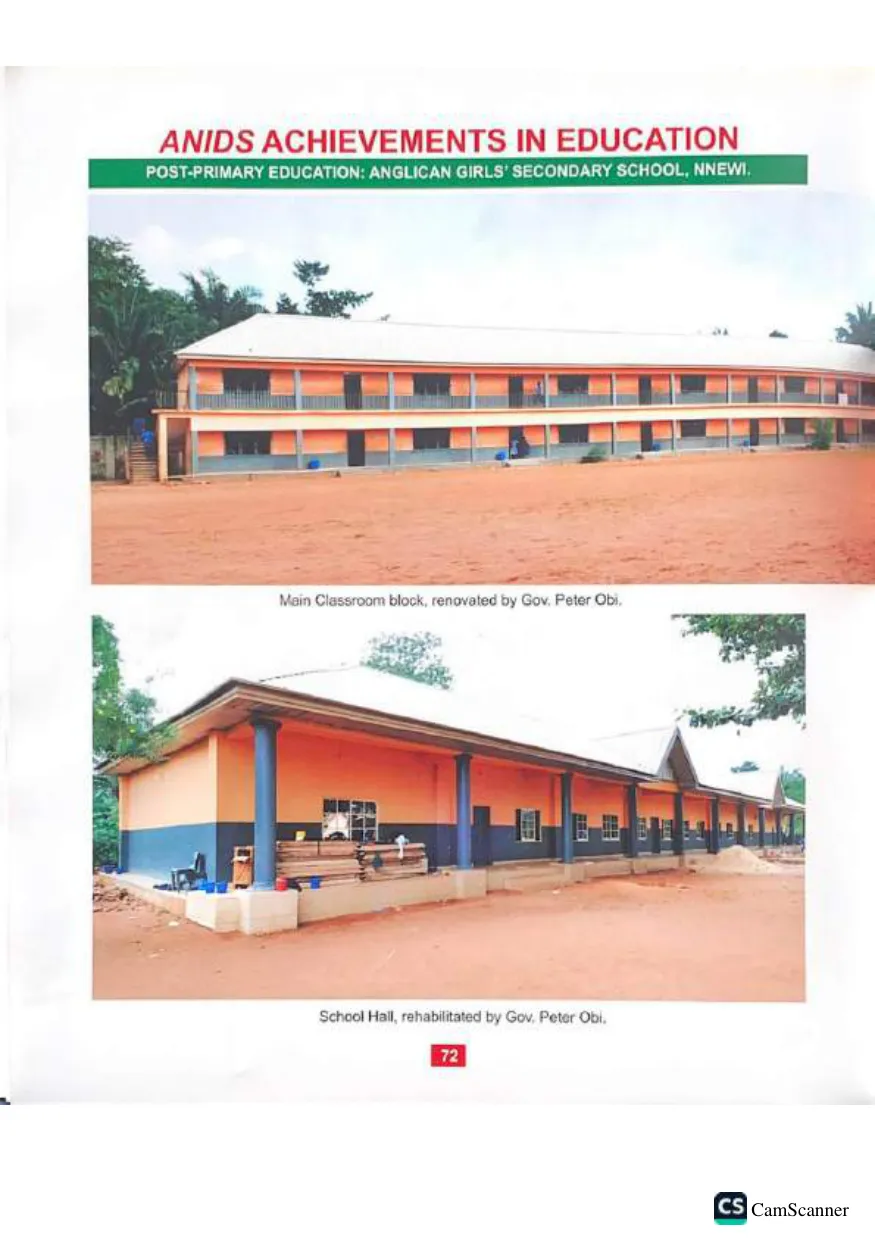 ANIDS ACHIEVEMENTS IN EDUCATION
POST-PRIMARY EDUCATION: ANGLICAN GIRLS' SECONDARY SCHOOL, NNEWI.
Main Classroom block, renovated by Gov. Peter Obi.
School Hall, rehabilitated by Gov. Peter Obi.
72
CS CamScanner